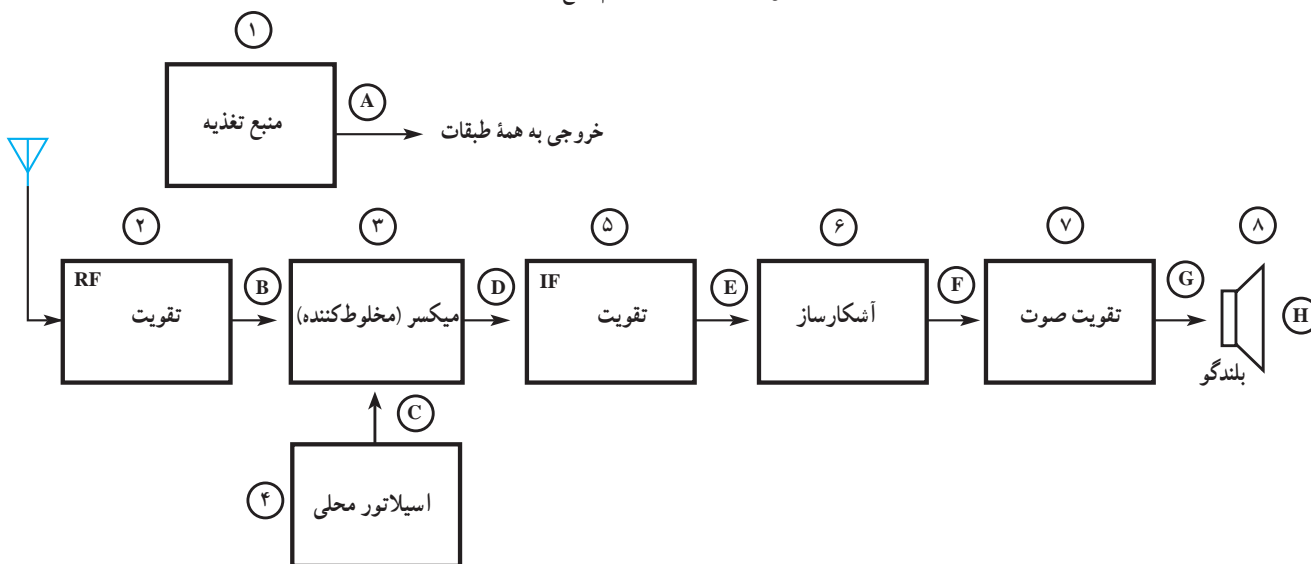 ۱
A
منبع تغذیه
خروجی به همهٔ طبقات
۲
۳
۵
۶
۷
۸
RF
تقویت
B
میکسر (مخلوط‌کننده)
D
IF
تقویت
E
آشکارساز
F
تقویت صوت
G
H
بلندگو
C
۴
اسیلاتور محلی